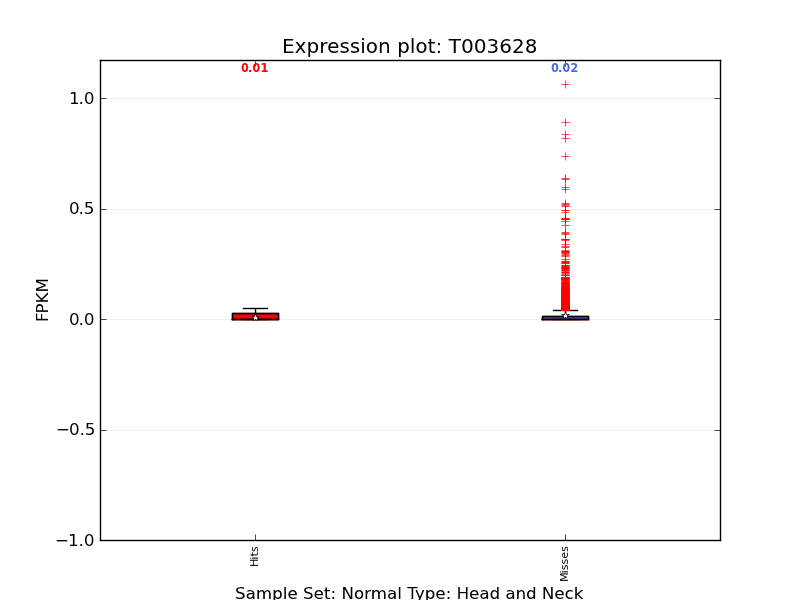 Expression plot: T003628
0.01
0.02
1.0
0.5
0.0
−0.5
−1.0
FPKM
Hits
Misses
Sample Set: Normal Type: Head and Neck